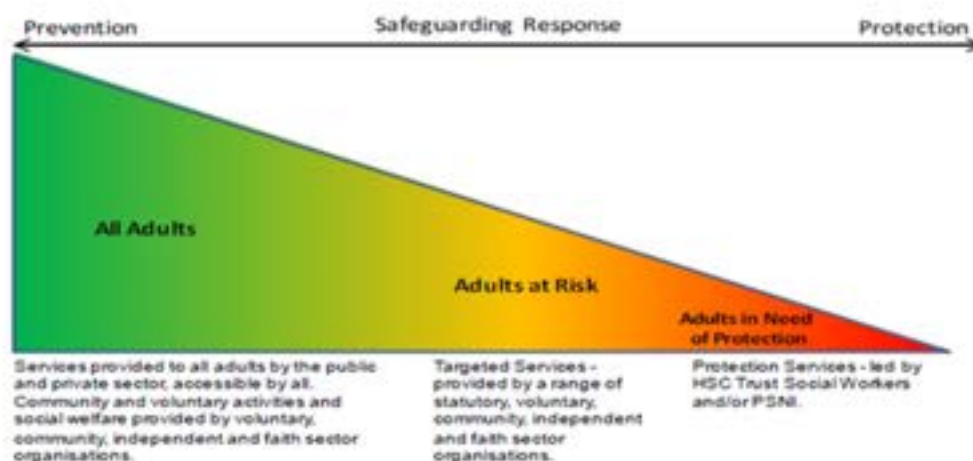 Prevention Safeguarding Response Protection
All Adults
Adults at Risk
Adults in Need
of Protection
Services provided to all adults by the public
and private sector, accessible by all.
Community and voluntary activities and
social welfare provided by voluntary,
community, independent and faith sector
organisations.
Targeted Services -
provided by a range of
statutory, voluntary,
community, independent
and faith sector
organisations.
Protection Services - led by
HSC Trust Social Workers
and/or PSNI.